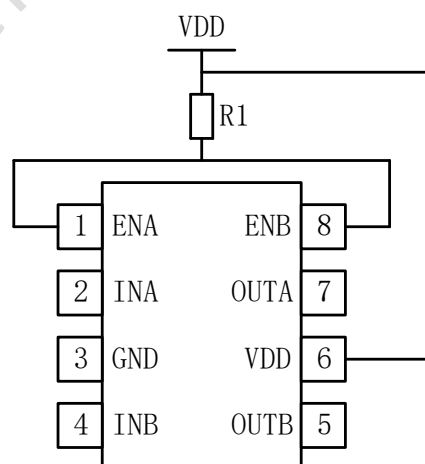 VDD
R1
1 ENA ENB 8
2 INA OUTA 7
3 GND VDD 6
4 INB OUTB 5